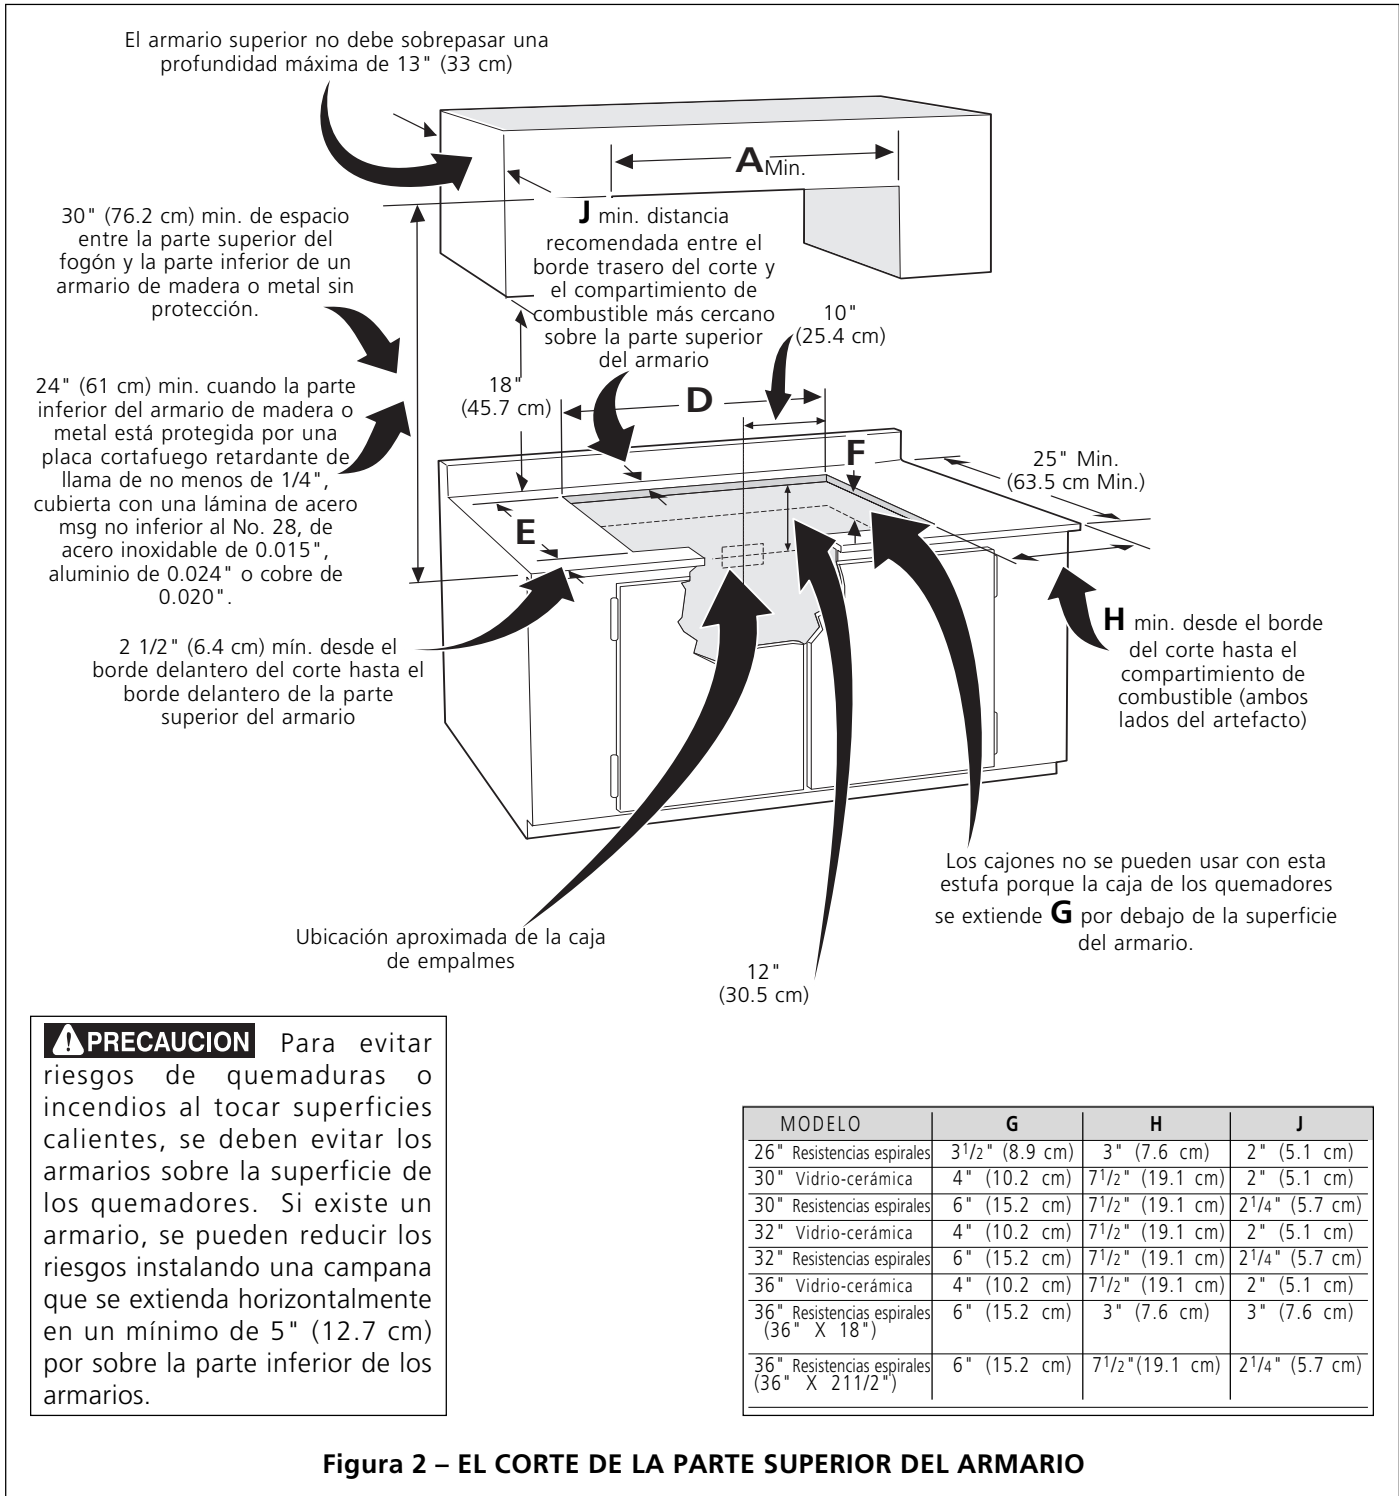 El armario superior no debe sobrepasar una
profundidad máxima de 13" (33 cm)
A Min.
30" (76.2 cm) min. de espacio
entre la parte superior del
fogón y la parte inferior de un
armario de madera o metal sin
protección.
J min. distancia
recomendada entre el
borde trasero del corte y
el compartimiento de
combustible más cercano
sobre la parte superior
del armario
10"
(25.4 cm)
24" (61 cm) min. cuando la parte
inferior del armario de madera o
metal está protegida por una
placa cortafuego retardante de
llama de no menos de 1/4",
cubierta con una lámina de acero
msg no inferior al No. 28, de
acero inoxidable de 0.015",
aluminio de 0.024" o cobre de
0.020".
18"
(45.7 cm)
D
F
25" Min.
(63.5 cm Min.)
E
2 1/2" (6.4 cm) mín. desde el
borde delantero del corte hasta el
borde delantero de la parte
superior del armario
H min. desde el borde
del corte hasta el
compartimiento de
combustible (ambos
lados del artefacto)
Los cajones no se pueden usar con esta
estufa porque la caja de los quemadores
se extiende G por debajo de la superficie
del armario.
Ubicación aproximada de la caja
de empalmes
12"
(30.5 cm)
PRECAUCION Para evitar
riesgos de quemaduras o
incendios al tocar superficies
calientes, se deben evitar los
armarios sobre la superficie de
los quemadores. Si existe un
armario, se pueden reducir los
riesgos instalando una campana
que se extienda horizontalmente
en un mínimo de 5" (12.7 cm)
por sobre la parte inferior de los
armarios.
MODELO G H J
26" Resistencias espirales 3 1/2" (8.9 cm) 3" (7.6 cm) 2" (5.1 cm)
30" Vidrio-cerámica 4" (10.2 cm) 7 1/2" (19.1 cm) 2" (5.1 cm)
30" Resistencias espirales 6" (15.2 cm) 7 1/2" (19.1 cm) 2 1/4" (5.7 cm)
32" Vidrio-cerámica 4" (10.2 cm) 7 1/2" (19.1 cm) 2" (5.1 cm)
32" Resistencias espirales 6" (15.2 cm) 7 1/2" (19.1 cm) 2 1/4" (5.7 cm)
36" Vidrio-cerámica 4" (10.2 cm) 7 1/2" (19.1 cm) 2" (5.1 cm)
36" Resistencias espirales 6" (15.2 cm) 3" (7.6 cm) 3" (7.6 cm)
(36" X 18")
36" Resistencias espirales 6" (15.2 cm) 7 1/2"(19.1 cm) 2 1/4" (5.7 cm)
(36" X 211/2")
Figura 2 – EL CORTE DE LA PARTE SUPERIOR DEL ARMARIO